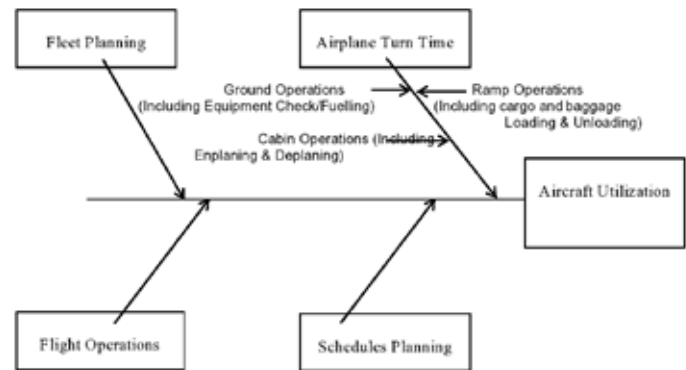 Fleet Planning
Airplane Turn Time
Ground Operations
(Including Equipment Check/Fuelling)
Ramp Operations
(Including cargo and baggage
Loading & Unloading)
Cabin Operations (Including
Enplaning & Deplaning)
Aircraft Utilization
Flight Operations
Schedules Planning